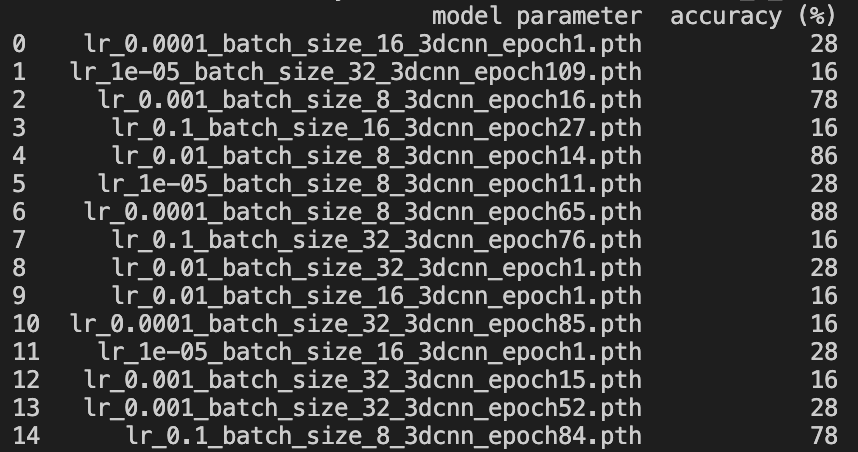 model parameter  accuracy (%)
0     lr_0.0001_batch_size_16_3dcnn_epoch1.pth            28
1    lr_1e-05_batch_size_32_3dcnn_epoch109.pth            16
2      lr_0.001_batch_size_8_3dcnn_epoch16.pth            78
3       lr_0.1_batch_size_16_3dcnn_epoch27.pth            16
4       lr_0.01_batch_size_8_3dcnn_epoch14.pth            86
5      lr_1e-05_batch_size_8_3dcnn_epoch11.pth            28
6     lr_0.0001_batch_size_8_3dcnn_epoch65.pth            88
7       lr_0.1_batch_size_32_3dcnn_epoch76.pth            16
8       lr_0.01_batch_size_32_3dcnn_epoch1.pth            28
9       lr_0.01_batch_size_16_3dcnn_epoch1.pth            16
10   lr_0.0001_batch_size_32_3dcnn_epoch85.pth            16
11     lr_1e-05_batch_size_16_3dcnn_epoch1.pth            28
12    lr_0.001_batch_size_32_3dcnn_epoch15.pth            16
13    lr_0.001_batch_size_32_3dcnn_epoch52.pth            28
14       lr_0.1_batch_size_8_3dcnn_epoch84.pth            78